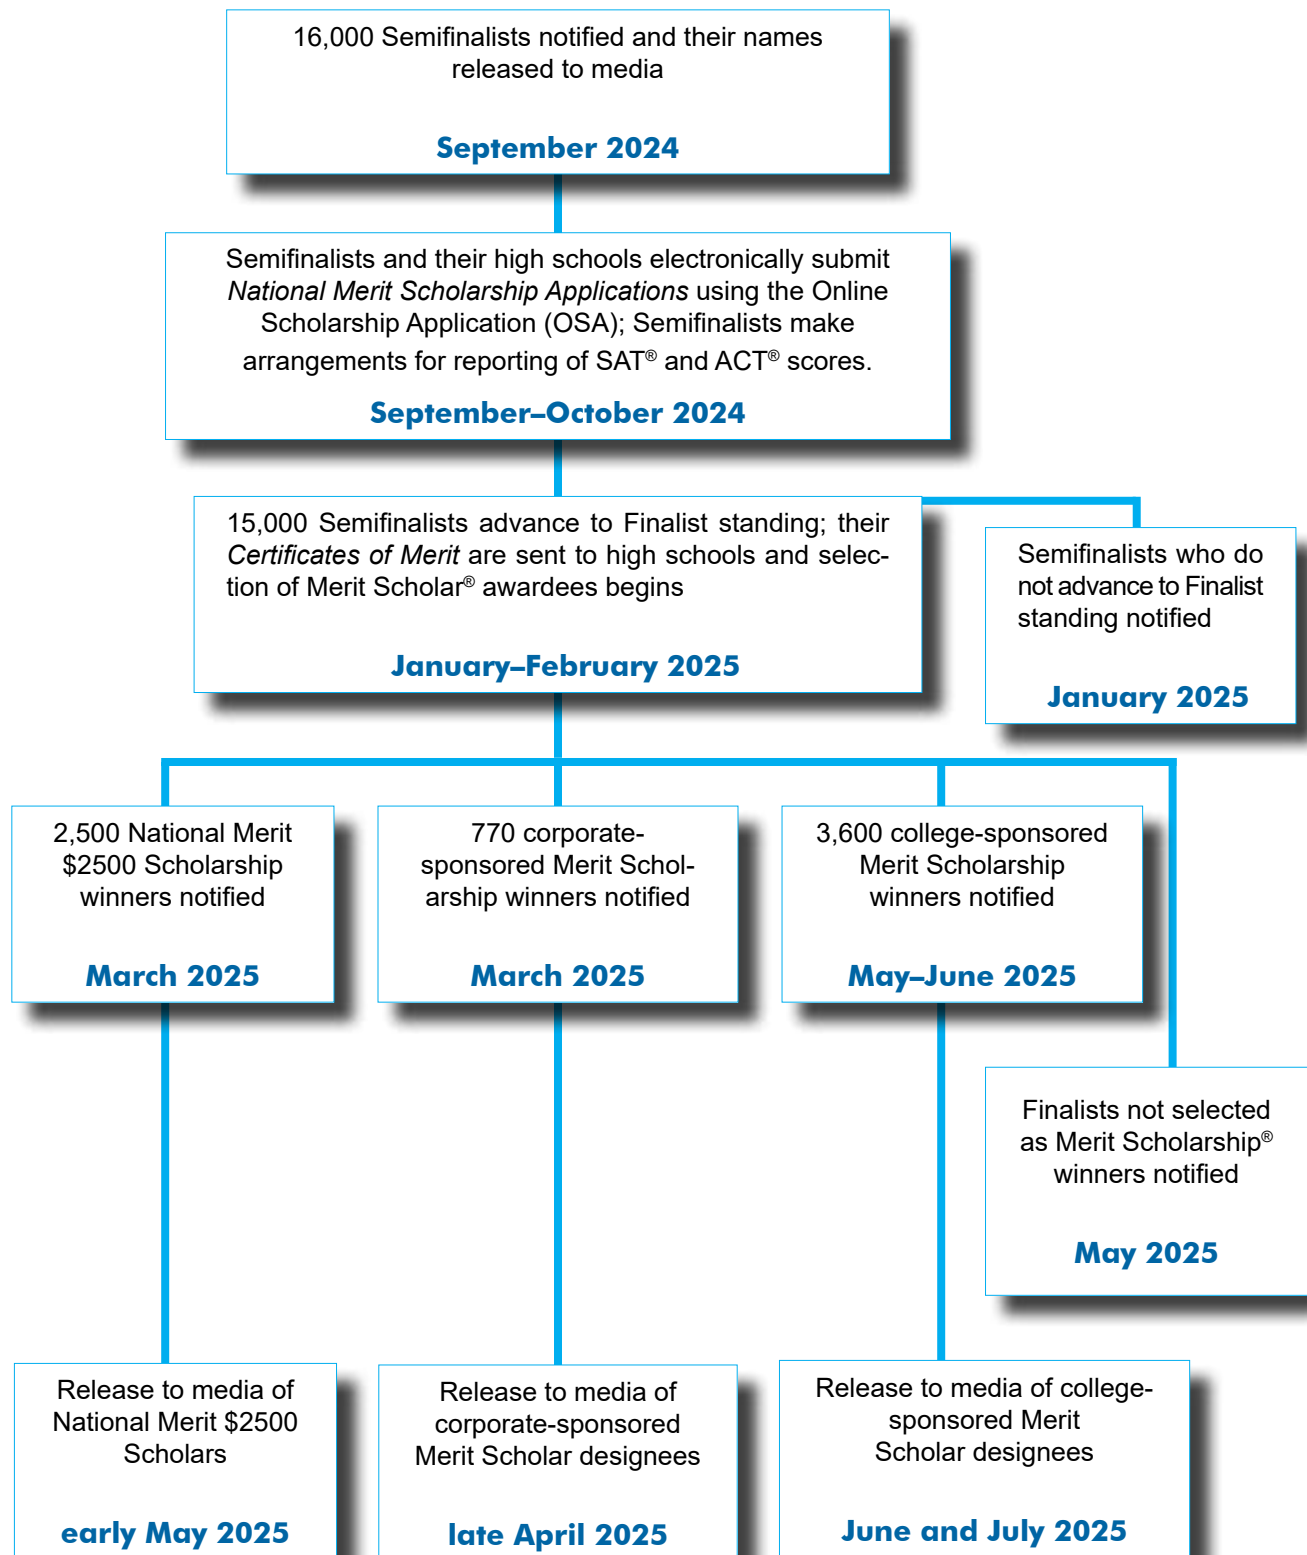 16,000 Semifinalists notified and their names
released to media
September 2024
Semifinalists and their high schools electronically submit
National Merit Scholarship Applications using the Online
Scholarship Application (OSA); Semifinalists make
arrangements for reporting of SAT® and ACT® scores.
September–October 2024
15,000 Semifinalists advance to Finalist standing; their
Certificates of Merit are sent to high schools and selec-
tion of Merit Scholar® awardees begins
January–February 2025
Semifinalists who do
not advance to Finalist
standing notified
January 2025
2,500 National Merit
$2500 Scholarship
winners notified
March 2025
770 corporate-
sponsored Merit Schol-
arship winners notified
March 2025
3,600 college-sponsored
Merit Scholarship
winners notified
May–June 2025
Finalists not selected
as Merit Scholarship®
winners notified
May 2025
Release to media of
National Merit $2500
Scholars
early May 2025
Release to media of
corporate-sponsored
Merit Scholar designees
late April 2025
Release to media of college-
sponsored Merit
Scholar designees
June and July 2025